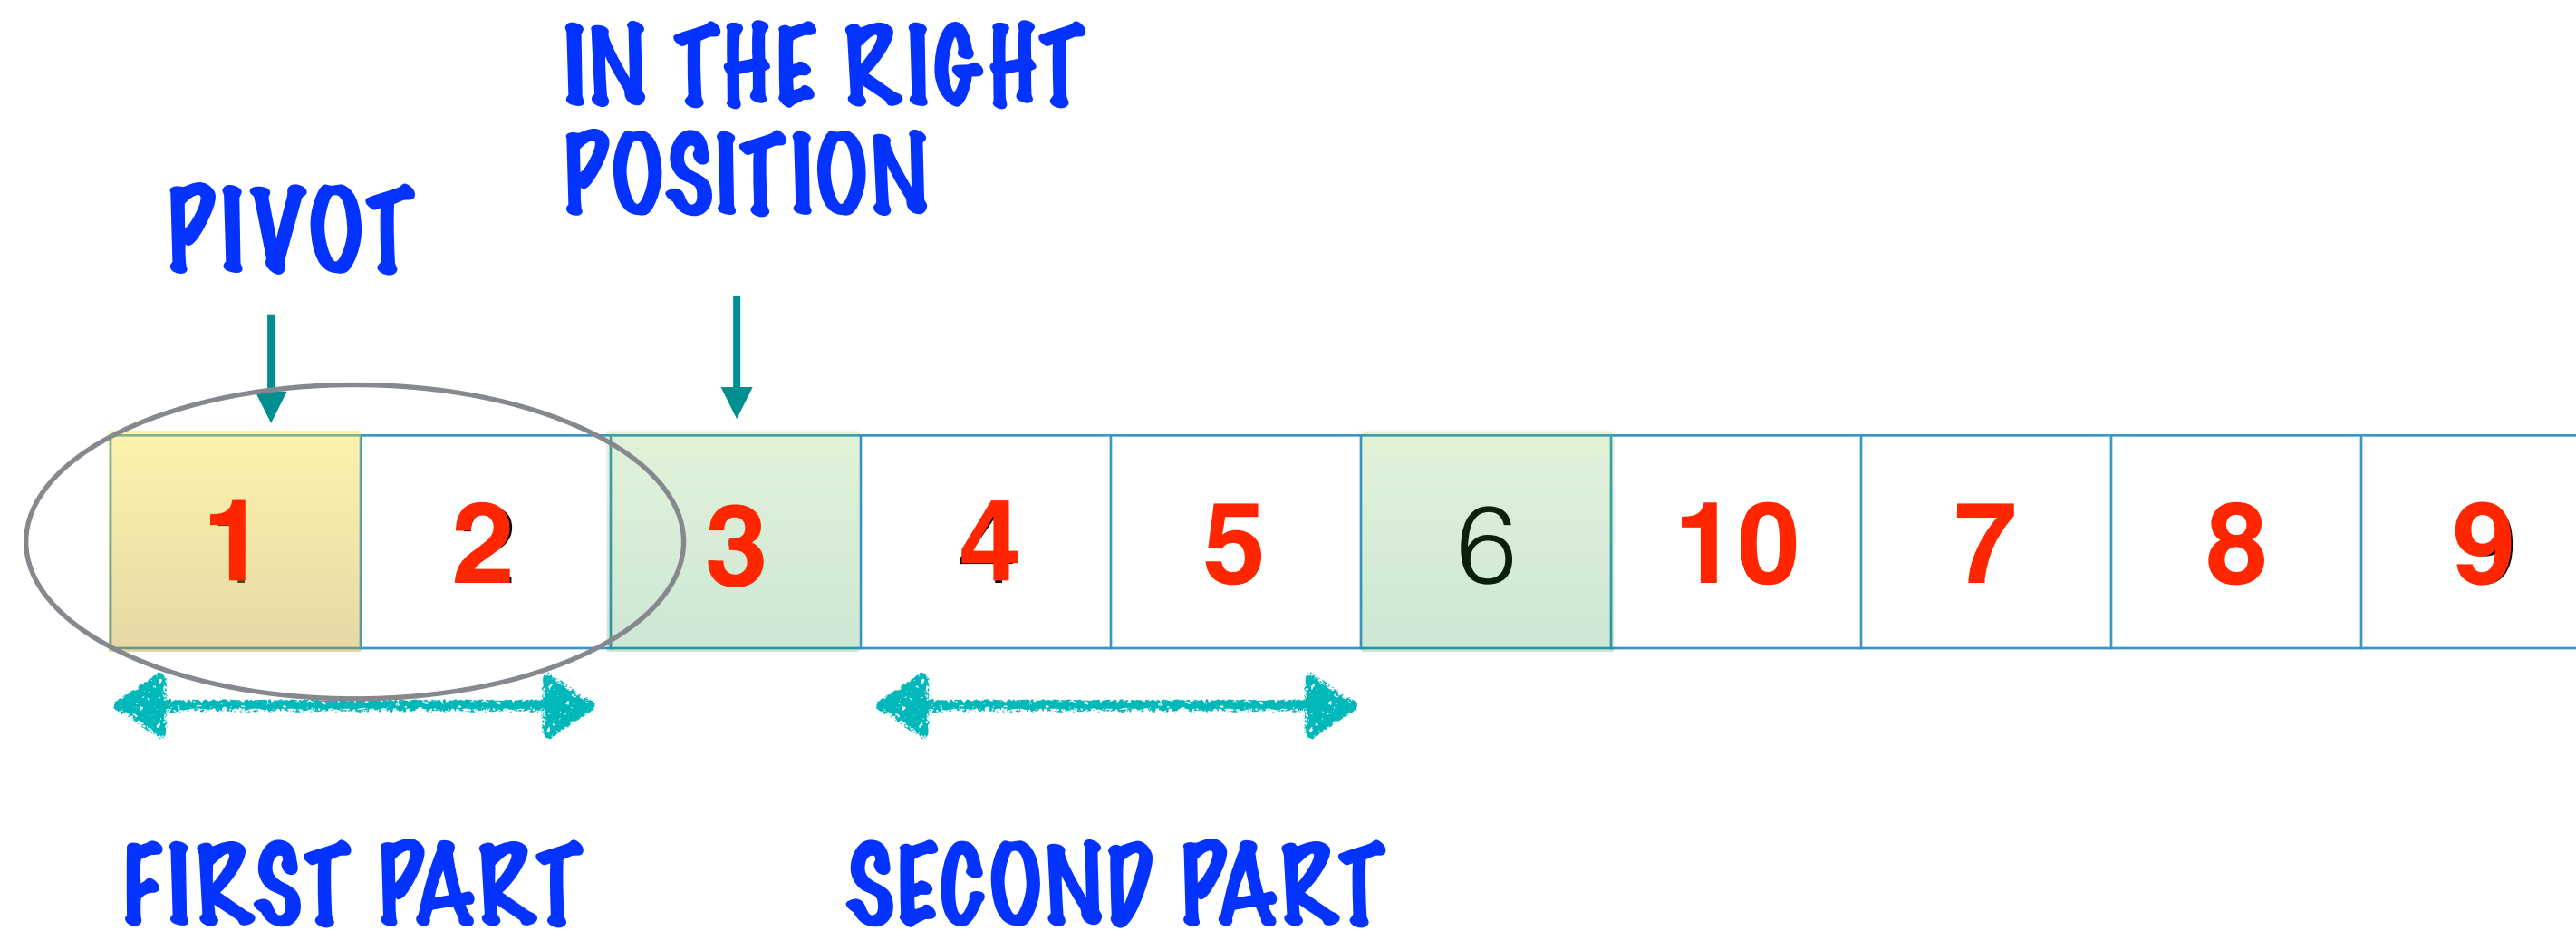 IN THE RIGHT
POSITION
PIVOT
1 2 3 4 5 6 10 7 8 9
FIRST PART SECOND PART